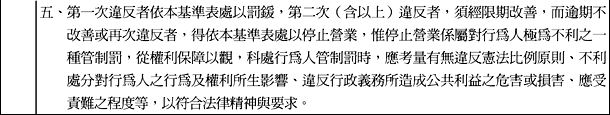 五、第一次違反者依本基準表處以罰鍰，第二次（含以上）違反者，須經限期改善，而逾期不
改善或再次違反者，得依本基準表處以停止營業，惟停止營業係屬對行為人極為不利之一
種管制罰，從權利保障以觀，科處行為人管制罰時，應考量有無違反憲法比例原則、不利
處分對行為人之行為及權利所生影響、違反行政義務所造成公共利益之危害或損害、應受
責難之程度等，以符合法律精神與要求。